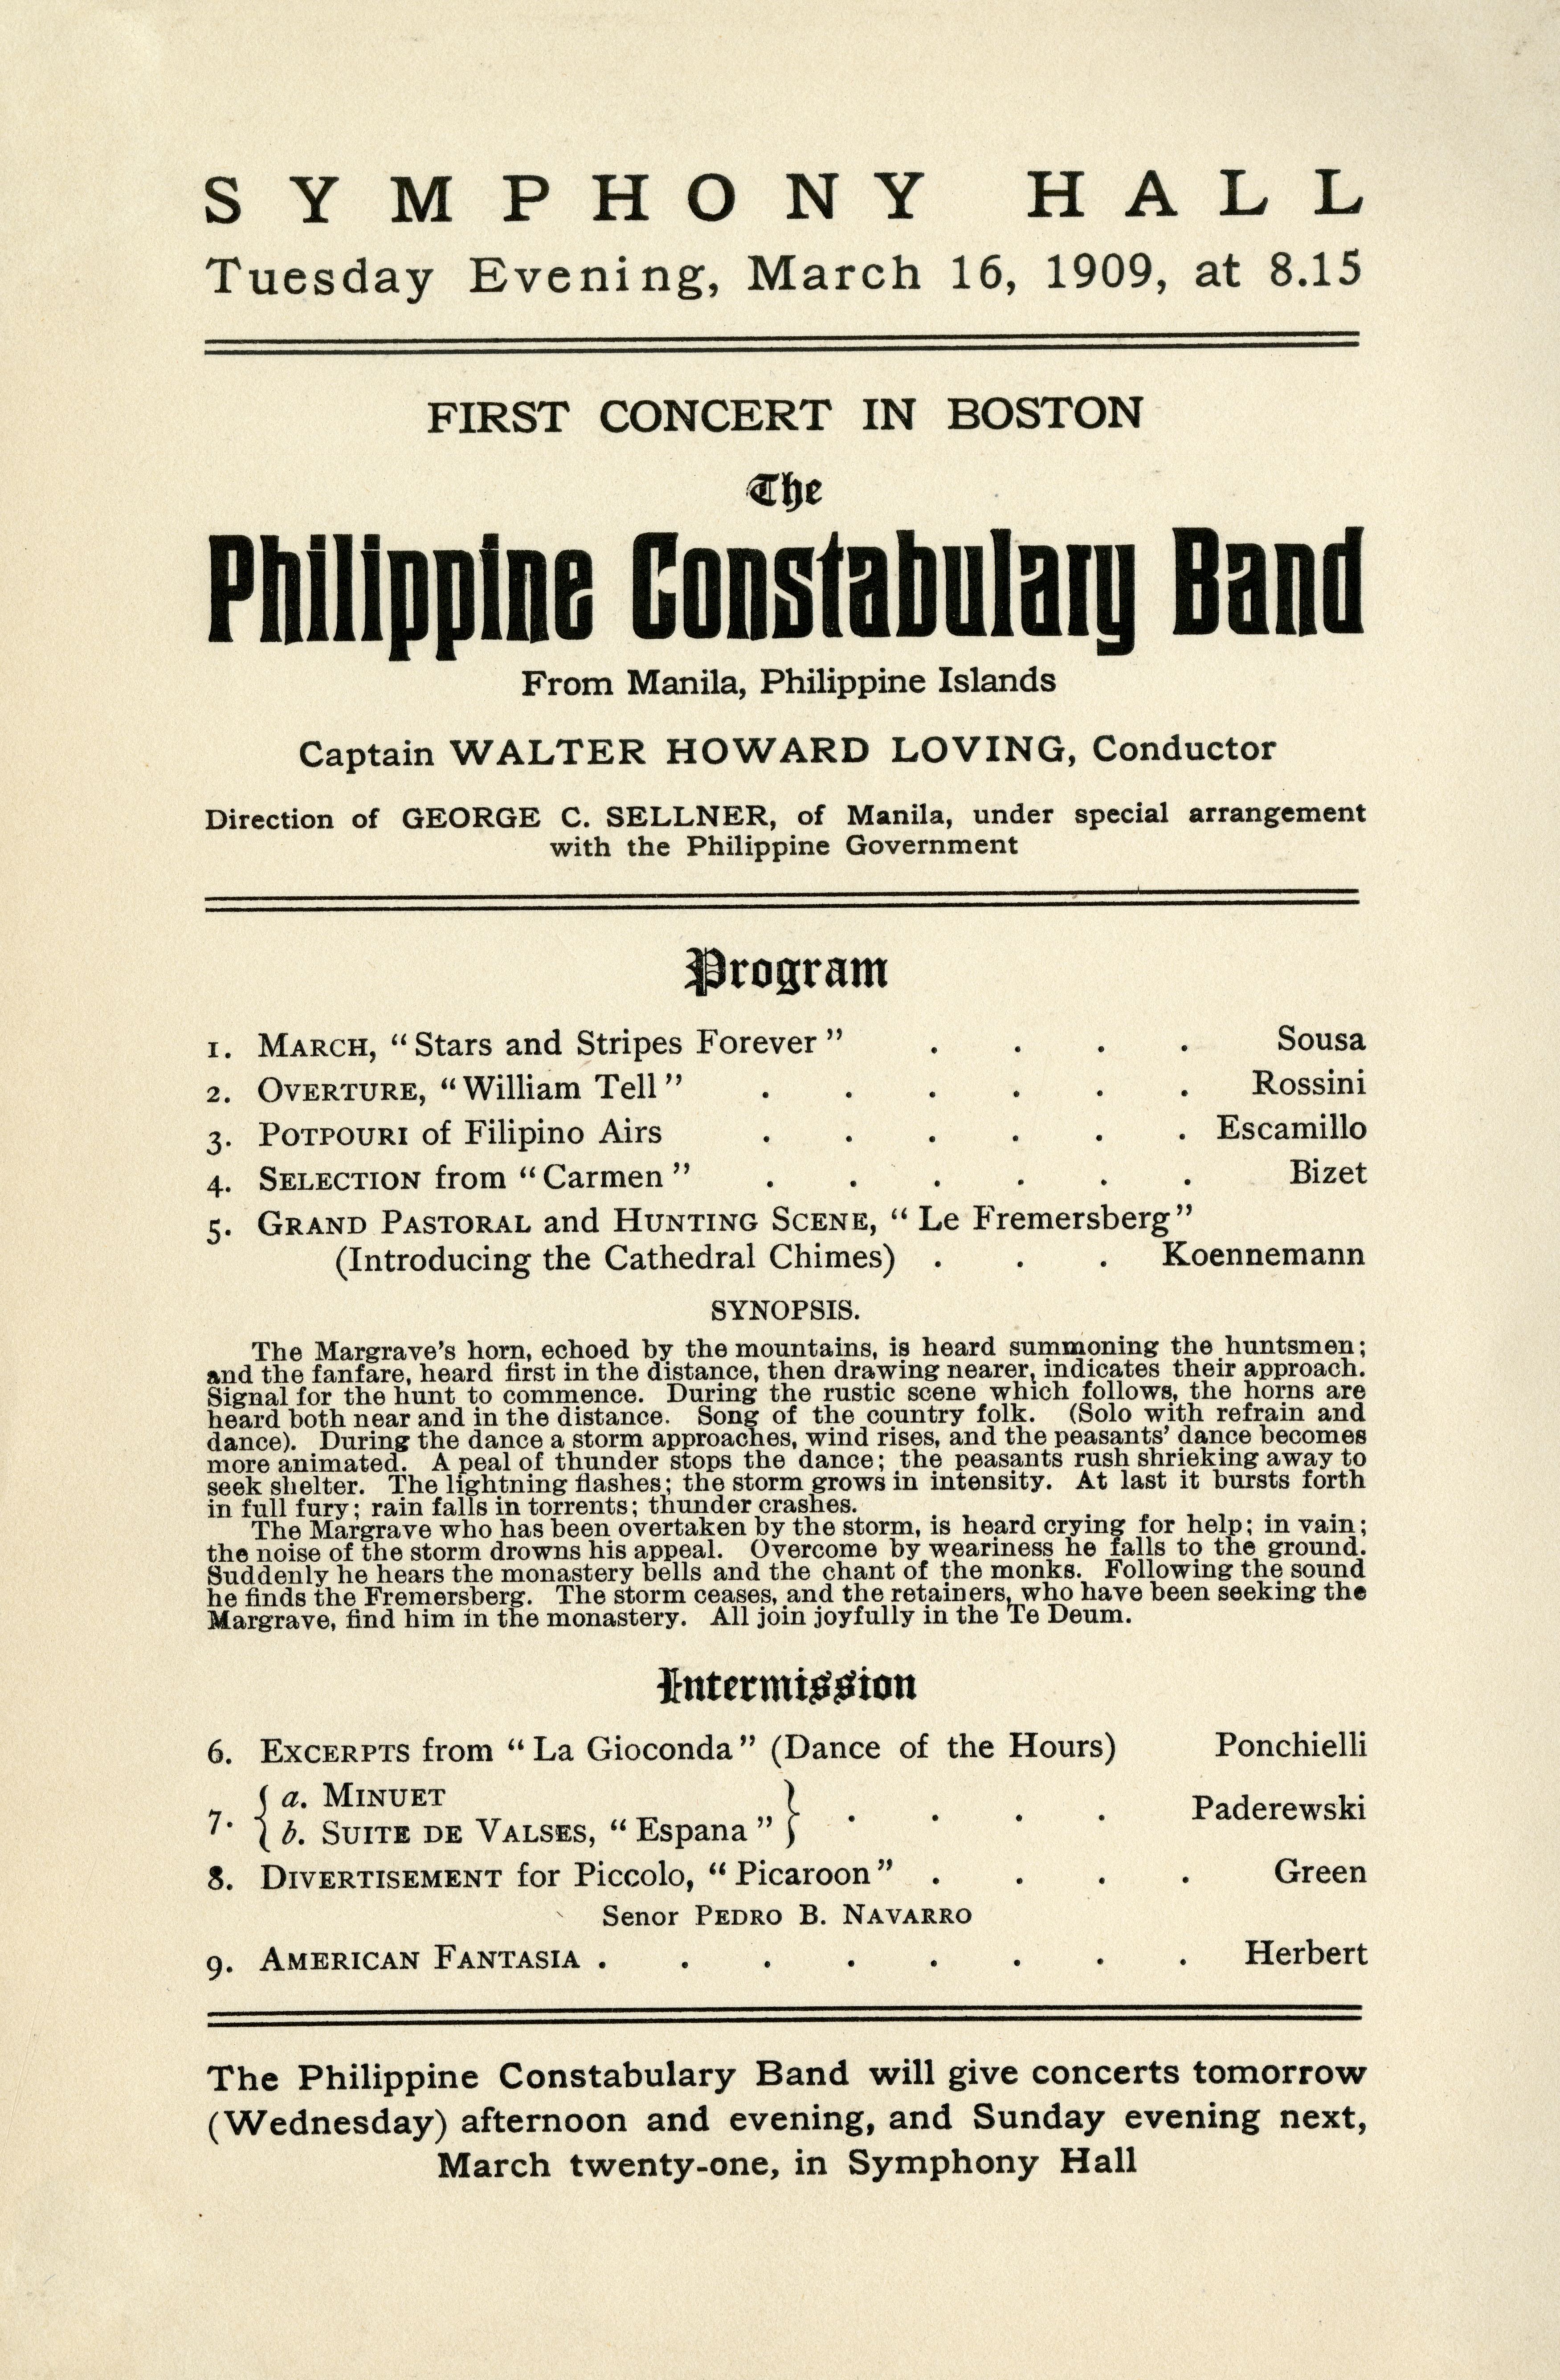 SYMPHONY HALL
Tuesday Evening, March 16, 1909, at 8.15
FIRST CONCERT IN BOSTON
The
Philippine Constabulary Band
From Manila, Philippine Islands
Captain WALTER HOWARD LOVING, Conductor
Direction of GEORGE C. SELLNER, of Manila, under special arrangement
with the Philippine Government
Program
1. MARCH, "Stars and Stripes Forever" . . . . Sousa
2. OVERTURE, "William Tell" . . . . . . Rossini
3. POTPOURI of Filipino Airs . . . . . . Escamillo
4. SELECTION from "Carmen" . . . . . . Bizet
5. GRAND PASTORAL and HUNTING SCENE, "Le Fremersberg"
(Introducing the Cathedral Chimes) . . . Koennemann
SYNOPSIS.
The Margrave's horn, echoed by the mountains, is heard summoning the huntsmen;
and the fanfare, heard first in the distance, then drawing nearer, indicates their approach.
Signal for the hunt to commence. During the rustic scene which follows, the horns are
heard both near and in the distance. Song of the country folk. (Solo with refrain and
dance). During the dance a storm approaches, wind rises, and the peasants' dance becomes
more animated. A peal of thunder stops the dance; the peasants rush shrieking away to
seek shelter. The lightning flashes; the storm grows in intensity. At last it bursts forth
in full fury; rain falls in torrents; thunder crashes.
The Margrave who has been overtaken by the storm, is heard crying for help; in vain;
the noise of the storm drowns his appeal. Overcome by weariness he falls to the ground.
Suddenly he hears the monastery bells and the chant of the monks. Following the sound
he finds the Fremersberg. The storm ceases, and the retainers, who have been seeking the
Margrave, find him in the monastery. All join joyfully in the Te Deum.
Intermission
6. EXCERPTS from "La Gioconda" (Dance of the Hours) Ponchielli
7. { a. MINUET
b. SUITE DE VALSES, "Espana" } . . . . Paderewski
8. DIVERTISEMENT for Piccolo, "Picaroon" . . . . Green
Senor PEDRO B. NAVARRO
9. AMERICAN FANTASIA . . . . . . . . Herbert
The Philippine Constabulary Band will give concerts tomorrow
(Wednesday) afternoon and evening, and Sunday evening next,
March twenty-one, in Symphony Hall